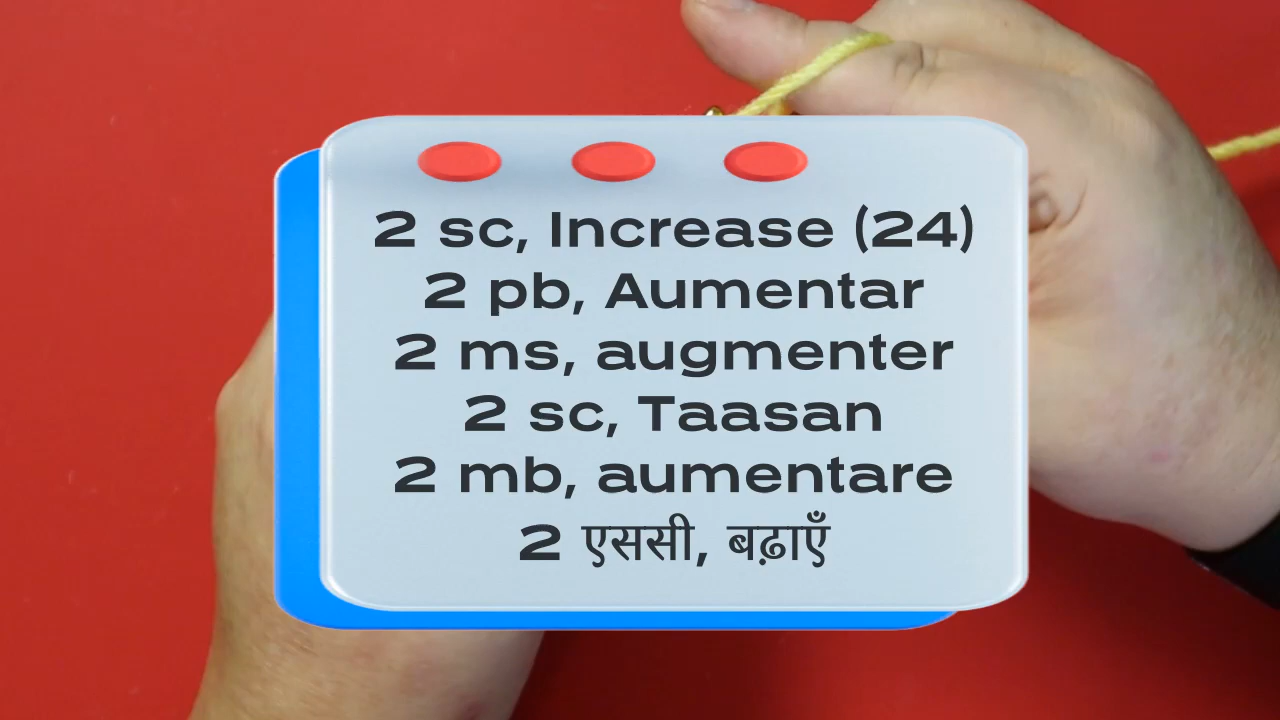 2 sc, Increase (24)
2 pb, Aumentar
2 ms, augmenter
2 sc, Taasan
2 mb, aumentare
2 एससी, बढ़ाएँ